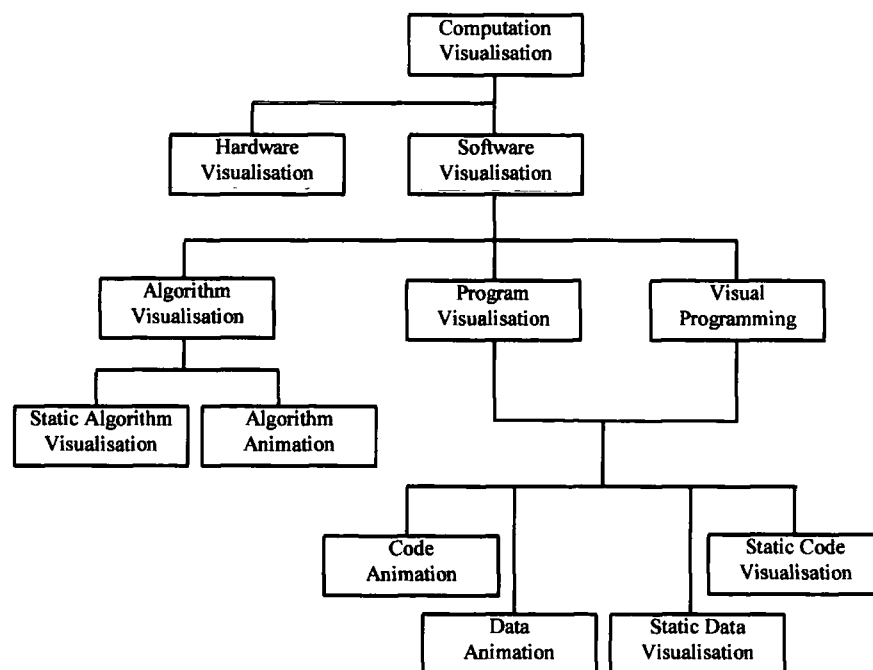 Computation
Visualisation
Hardware
Visualisation
Software
Visualisation
Algorithm
Visualisation
Program
Visualisation
Visual
Programming
Static Algorithm
Visualisation
Algorithm
Animation
Code
Animation
Static Code
Visualisation
Data
Animation
Static Data
Visualisation